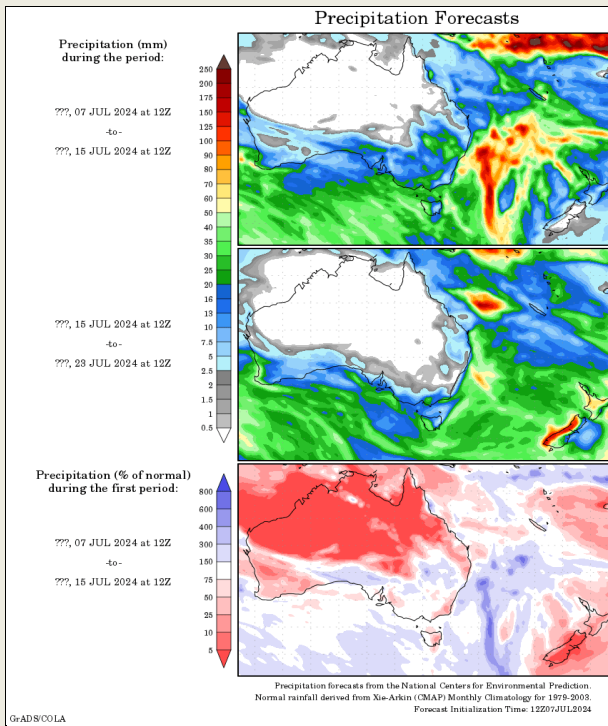 Precipitation Forecasts
Precipitation (mm)
during the period:
???, 07 JUL 2024 at 12Z
-to-
???, 15 JUL 2024 at 12Z
250
200
175
150
125
100
90
80
70
60
50
40
35
30
25
20
16
13
10
7.5
5
2.5
2
1.5
1
0.5
???, 15 JUL 2024 at 12Z
-to-
???, 23 JUL 2024 at 12Z
Precipitation (% of normal)
during the first period:
???, 07 JUL 2024 at 12Z
-to-
???, 15 JUL 2024 at 12Z
800
600
400
300
150
75
50
25
10
5
Precipitation forecasts from the National Centers for Environmental Prediction.
Normal rainfall derived from Xie-Arkin (CMAP) Monthly Climatology for 1979-2003.
Forecast Initialization Time: 12Z07JUL2024
GrADS/COLA